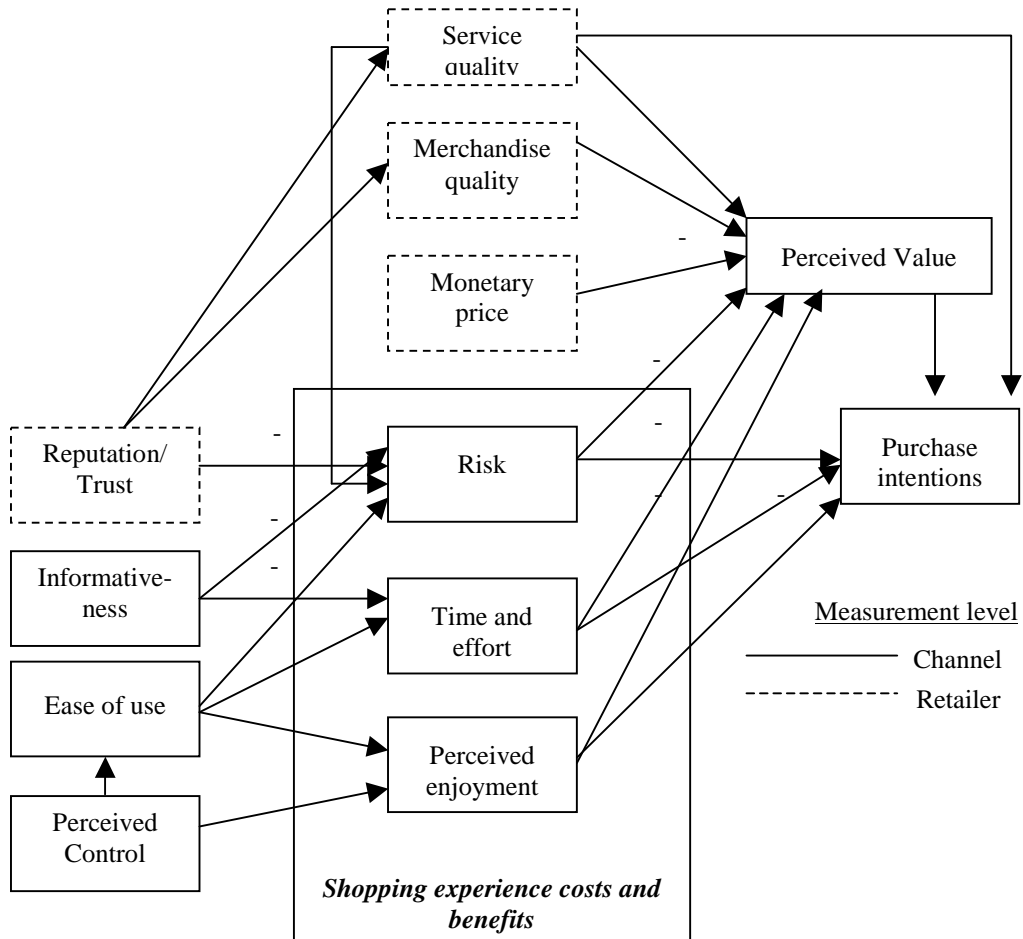 Service
quality
Merchandise
quality
-
Perceived Value
Monetary
price
-
Reputation/
Trust
-
Risk
-
Purchase
intentions
-
-
-
Informative-
ness
-
Time and
effort
Measurement level
Channel
Retailer
Ease of use
Perceived
enjoyment
Perceived
Control
Shopping experience costs and
benefits